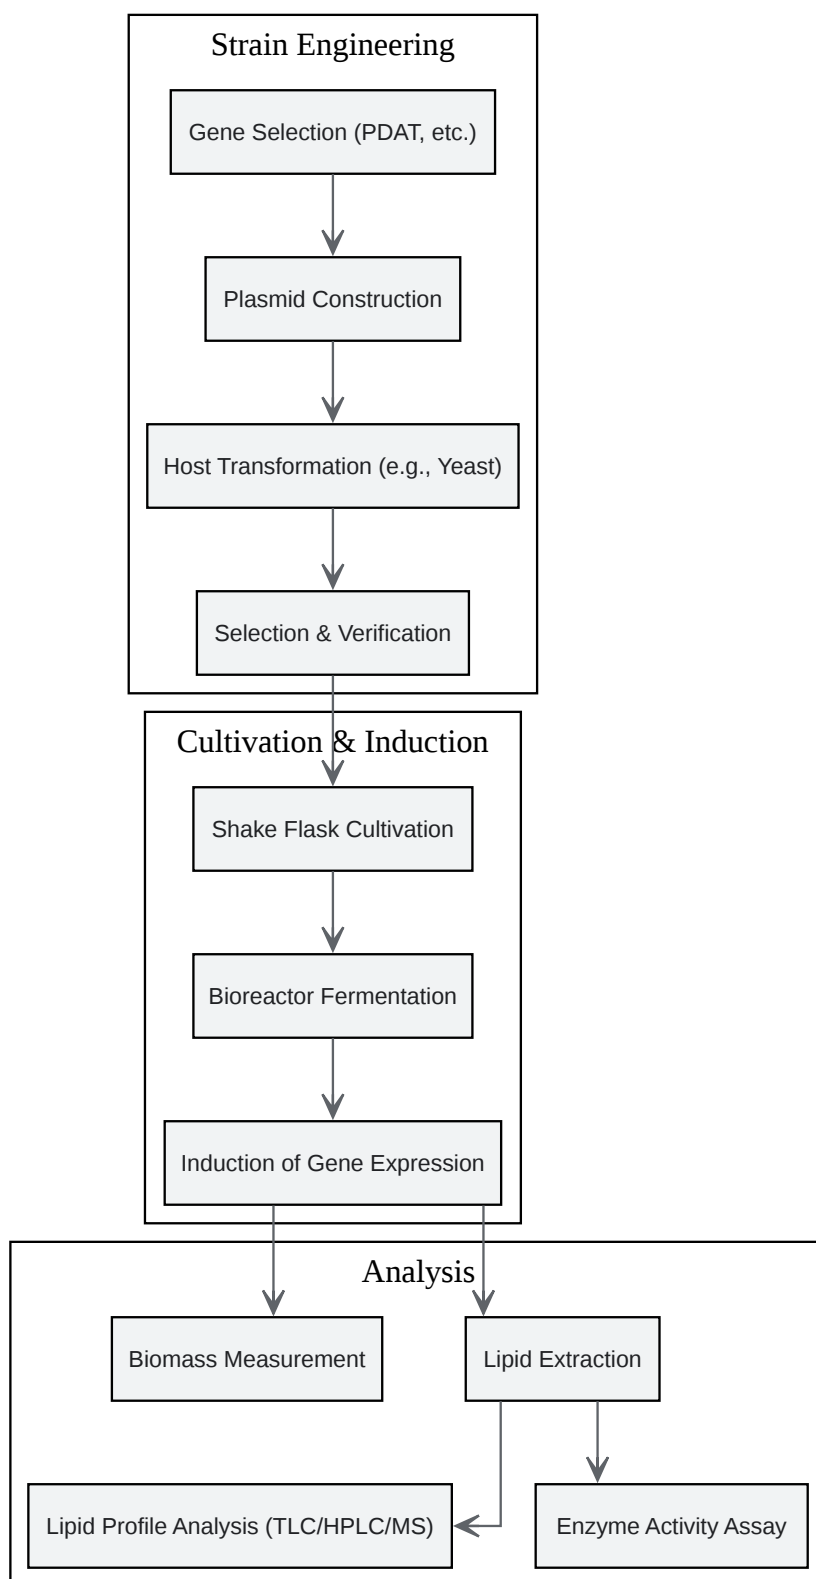 Strain Engineering
Gene Selection (PDAT, etc.)
Plasmid Construction
Host Transformation (e.g., Yeast)
Selection & Verification
Cultivation & Induction
Shake Flask Cultivation
Bioreactor Fermentation
Induction of Gene Expression
Analysis
Biomass Measurement
Lipid Extraction
Lipid Profile Analysis (TLC/HPLC/MS)
Enzyme Activity Assay